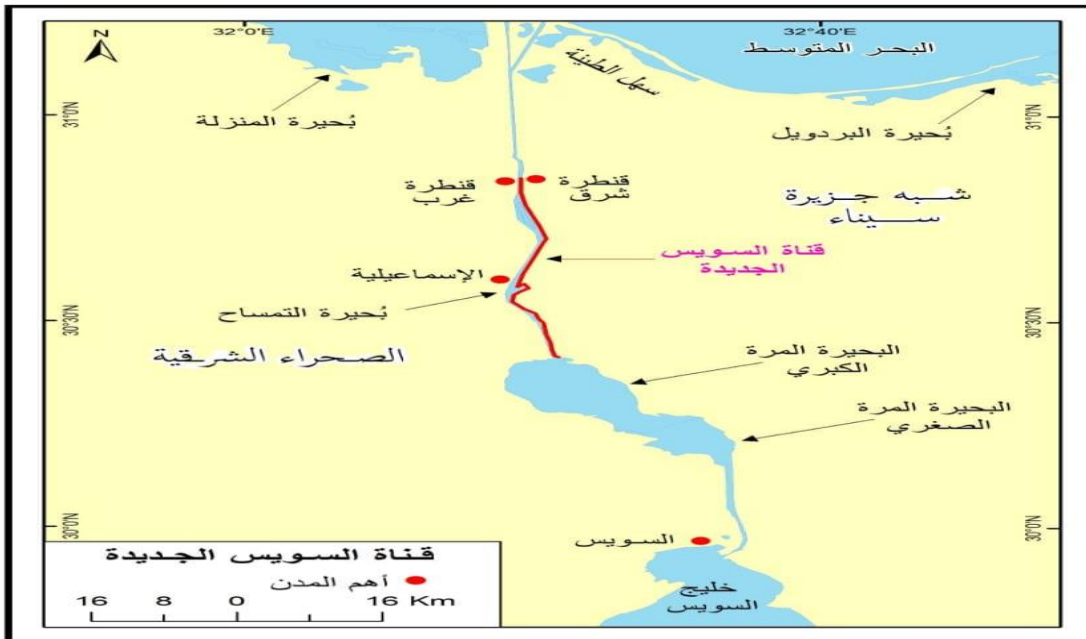 32°0'E
32°40'E
N
البحر المتوسط
سهل الطينة
31°0'N
31°0'N
بُحيرة المنزلة
بُحيرة البردويل
قنطرة
غرب
قنطرة
شرق
شبه جزيرة
سيناء
قناة السويس
الجديدة
الإسماعيلية
بُحيرة التمساح
30°30'N
30°30'N
الصحراء الشرقية
البحيرة المرة
الكبري
البحيرة المرة
الصغري
30°0'N
30°0'N
السويس
خليج
السويس
قناة السويس الجديدة
أهم المدن
16 8 0 16 Km